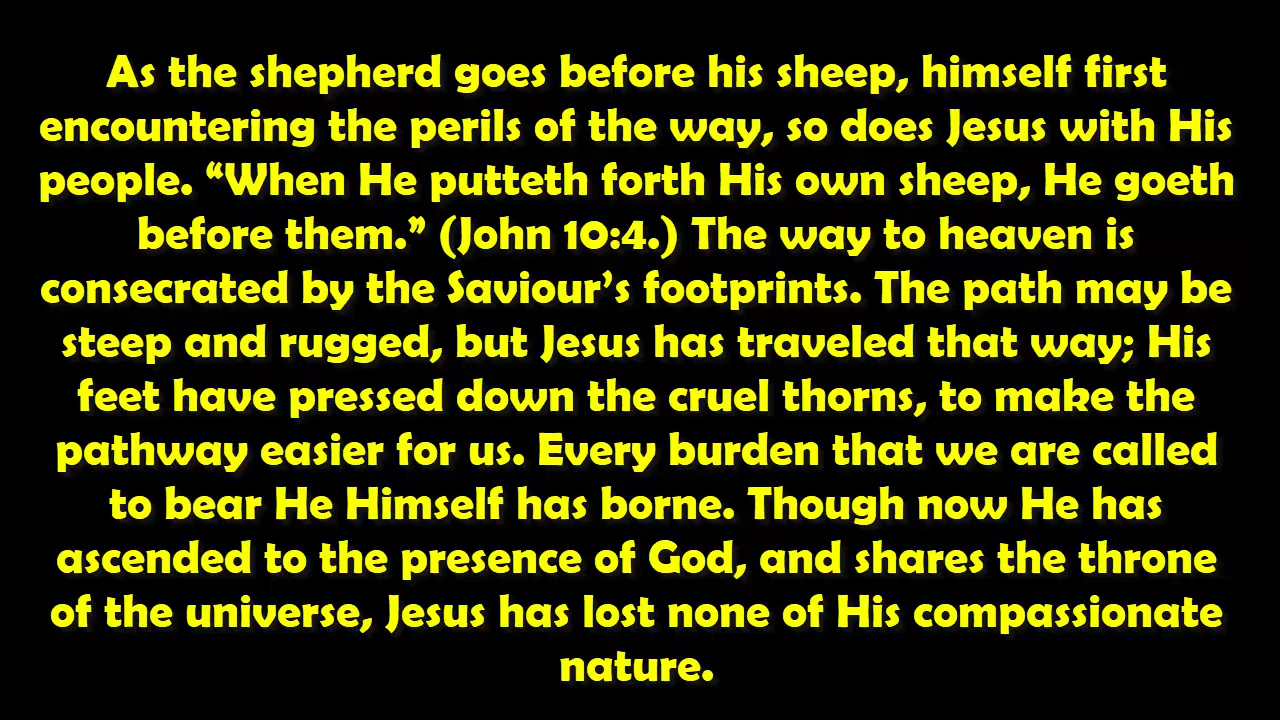 As the shepherd goes before his sheep, himself first
encountering the perils of the way, so does Jesus with His
people. “When He putteth forth His own sheep, He goeth
before them.” (John 10:4.) The way to heaven is
consecrated by the Saviour’s footprints. The path may be
steep and rugged, but Jesus has traveled that way; His
feet have pressed down the cruel thorns, to make the
pathway easier for us. Every burden that we are called
to bear He Himself has borne. Though now He has
ascended to the presence of God, and shares the throne
of the universe, Jesus has lost none of His compassionate
nature.